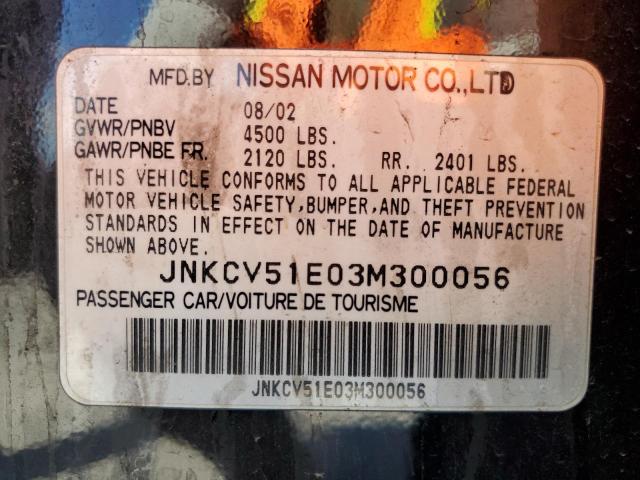 MFD.BY NISSAN MOTOR CO.,LTD
DATE 08/02
GVWR/PNBV 4500 LBS.
GAWR/PNBE FR. 2120 LBS. RR. 2401 LBS.
THIS VEHICLE CONFORMS TO ALL APPLICABLE FEDERAL
MOTOR VEHICLE SAFETY,BUMPER,AND THEFT PREVENTION
STANDARDS IN EFFECT ON THE DATE OF MANUFACTURE
SHOWN ABOVE.
JNKCV51E03M300056
PASSENGER CAR/VOITURE DE TOURISME
JNKCV51E03M300056